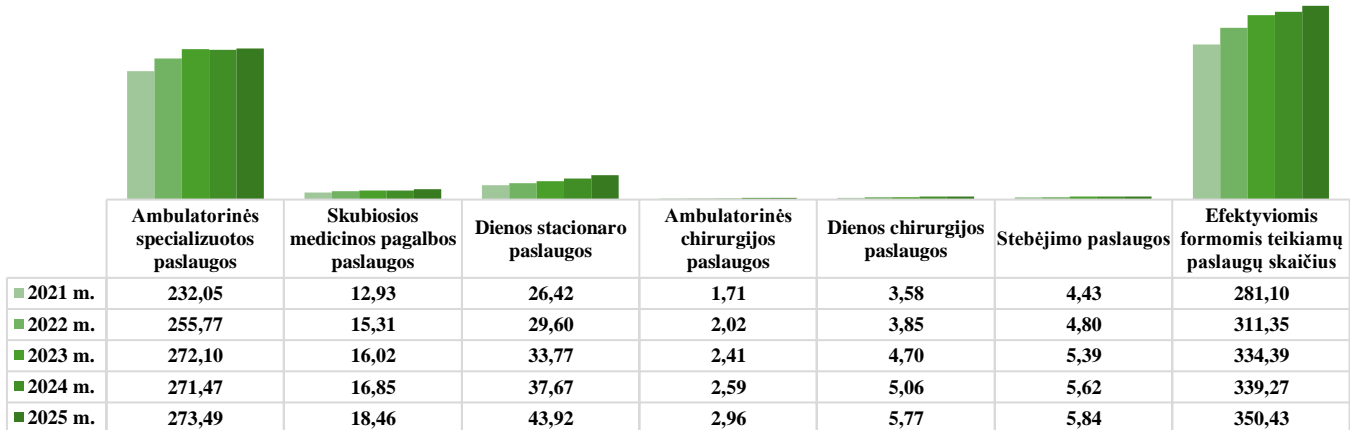 Ambulatorinės specializuotos paslaugos
Skubiosios medicinos pagalbos paslaugos
Dienos stacionaro paslaugos
Ambulatorinės chirurgijos paslaugos
Dienos chirurgijos paslaugos
Stebėjimo paslaugos
Efektyviomis formomis teikiamų paslaugų skaičius
2021 m. 232,05 12,93 26,42 1,71 3,58 4,43 281,10
2022 m. 255,77 15,31 29,60 2,02 3,85 4,80 311,35
2023 m. 272,10 16,02 33,77 2,41 4,70 5,39 334,39
2024 m. 271,47 16,85 37,67 2,59 5,06 5,62 339,27
2025 m. 273,49 18,46 43,92 2,96 5,77 5,84 350,43